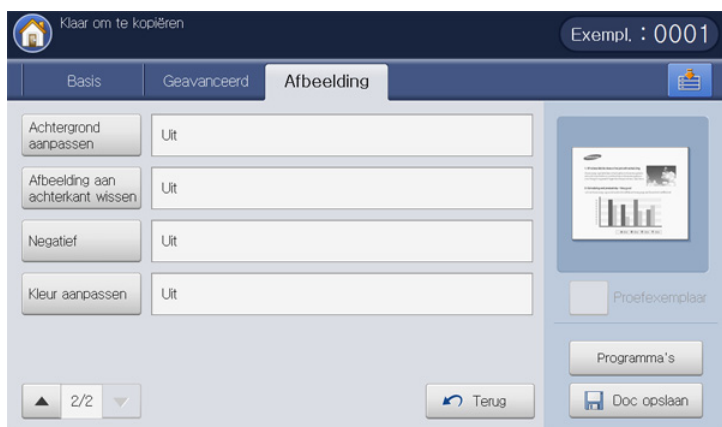 Klaar om te kopiëren
Exempl. : 0001
Basis
Geavanceerd
Afbeelding
Achtergrond
aanpassen
Uit
Afbeelding aan
achterkant wissen
Uit
Negatief
Uit
Kleur aanpassen
Uit
Proefexemplaar
Programma's
2/2
Terug
Doc opslaan